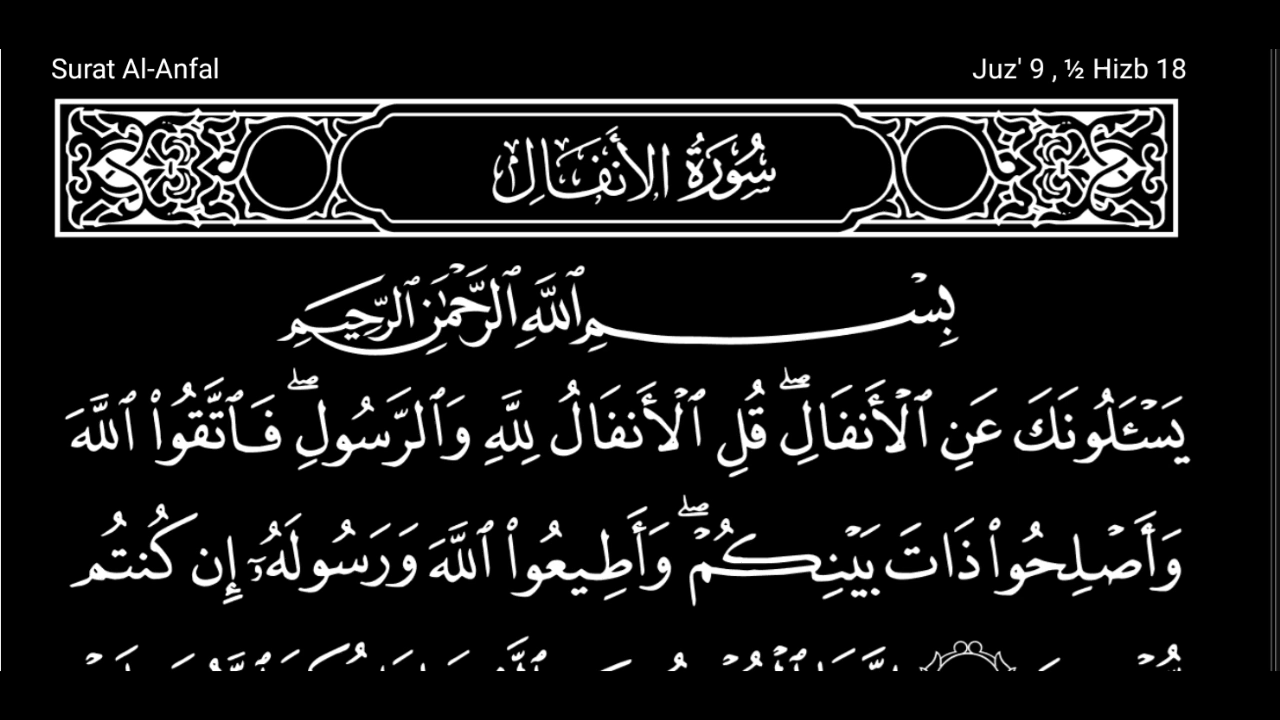 Surat Al-Anfal
Juz' 9 , ½ Hizb 18
سُورَةُ الأَنفَالِ
بِسْمِ ٱللَّهِ ٱلرَّحْمَٰنِ ٱلرَّحِيمِ
يَسْـَٔلُونَكَ عَنِ ٱلْأَنفَالِ ۖ قُلِ ٱلْأَنفَالُ لِلَّهِ وَٱلرَّسُولِ ۖ فَٱتَّقُوا۟ ٱللَّهَ
وَأَصْلِحُوا۟ ذَاتَ بَيْنِكُمْ ۖ وَأَطِيعُوا۟ ٱللَّهَ وَرَسُولَهُۥٓ إِن كُنتُم